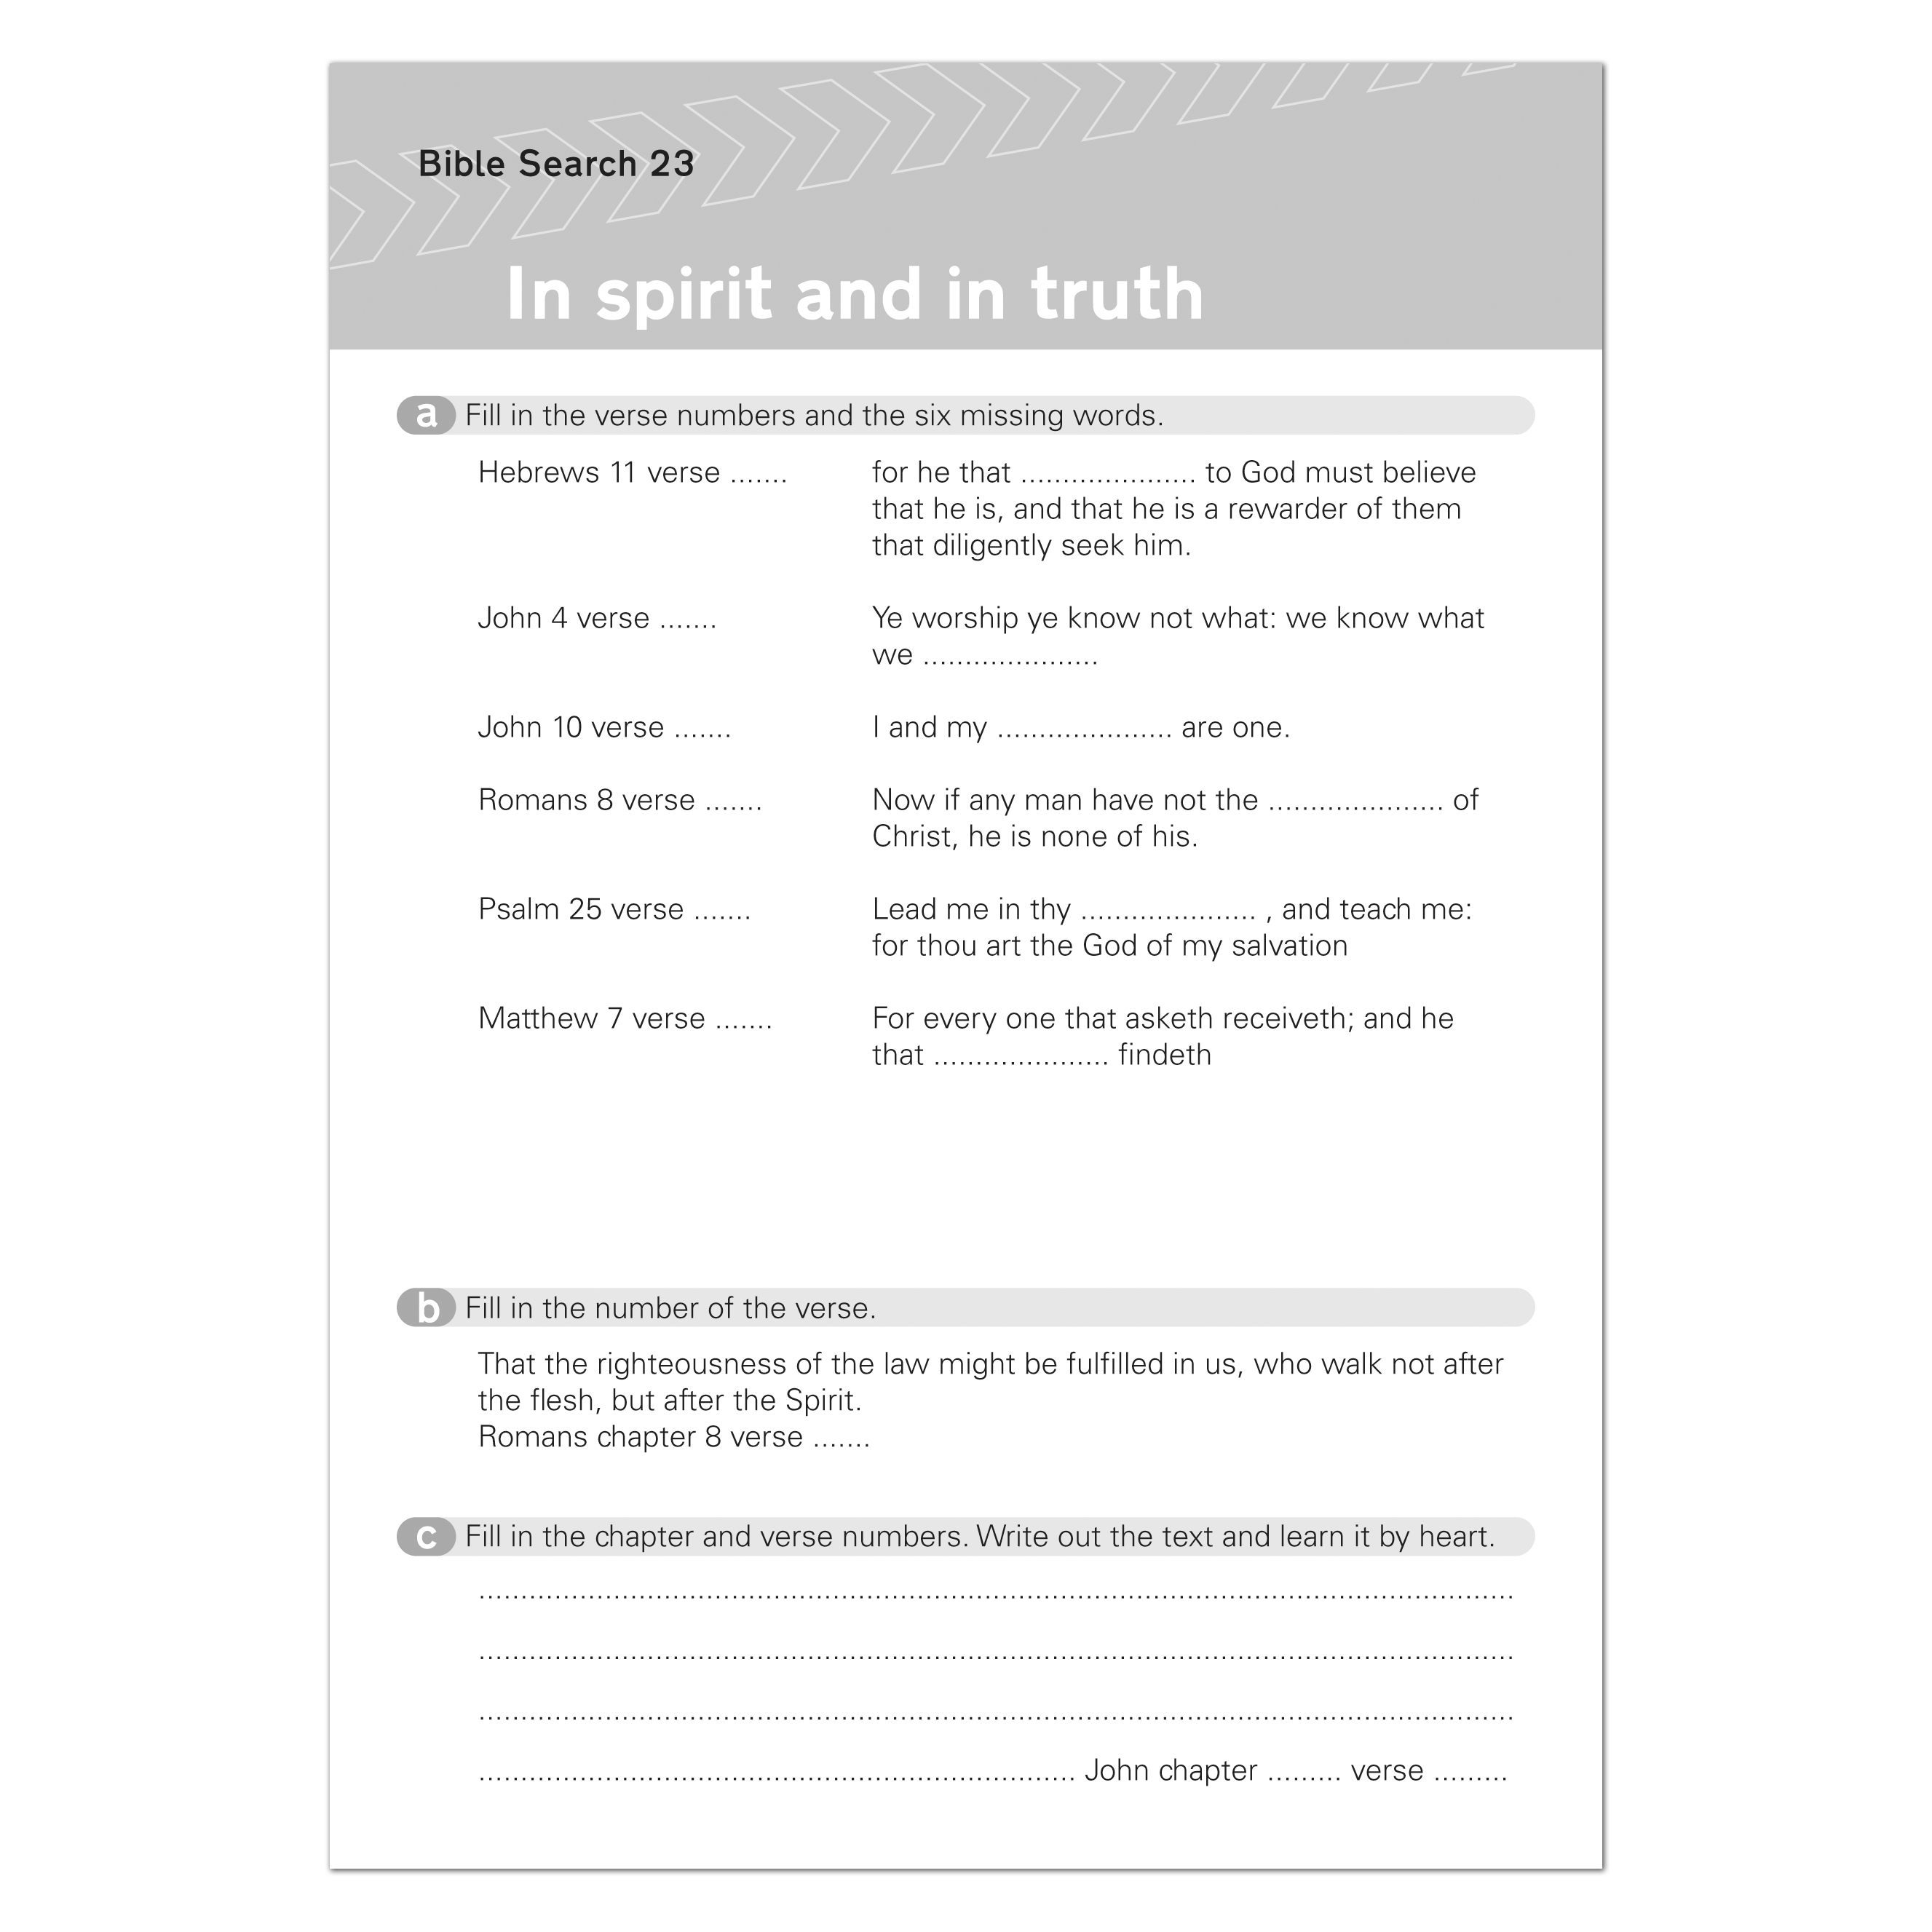 Bible Search 23
In spirit and in truth
a Fill in the verse numbers and the six missing words.
Hebrews 11 verse ....... for he that ..................... to God must believe
that he is, and that he is a rewarder of them
that diligently seek him.
John 4 verse ....... Ye worship ye know not what: we know what
we .....................
John 10 verse ....... I and my ..................... are one.
Romans 8 verse ....... Now if any man have not the ..................... of
Christ, he is none of his.
Psalm 25 verse ....... Lead me in thy ..................... , and teach me:
for thou art the God of my salvation
Matthew 7 verse ....... For every one that asketh receiveth; and he
that ..................... findeth
b Fill in the number of the verse.
That the righteousness of the law might be fulfilled in us, who walk not after
the flesh, but after the Spirit.
Romans chapter 8 verse .......
c Fill in the chapter and verse numbers. Write out the text and learn it by heart.
............................................................................................................................
............................................................................................................................
............................................................................................................................
....................................................................... John chapter ......... verse .........